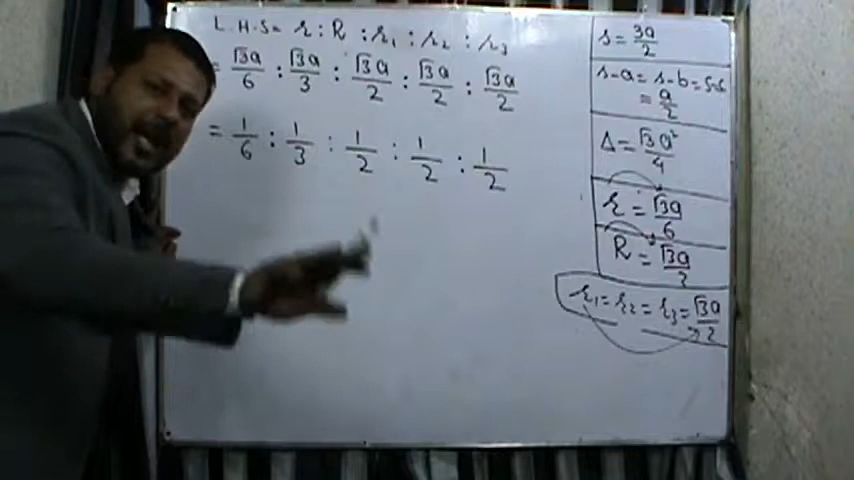 L.H.S = r : R : r₁ : r₂ : r₃
= √3a/6 : √3a/3 : √3a/2 : √3a/2 : √3a/2
= 1/6 : 1/3 : 1/2 : 1/2 : 1/2
s = 3a/2
s-a = s-b = s-c
= a/2
Δ = √3a²/4
r = √3a/6
R = √3a/3
r₁ = r₂ = r₃ = √3a/2